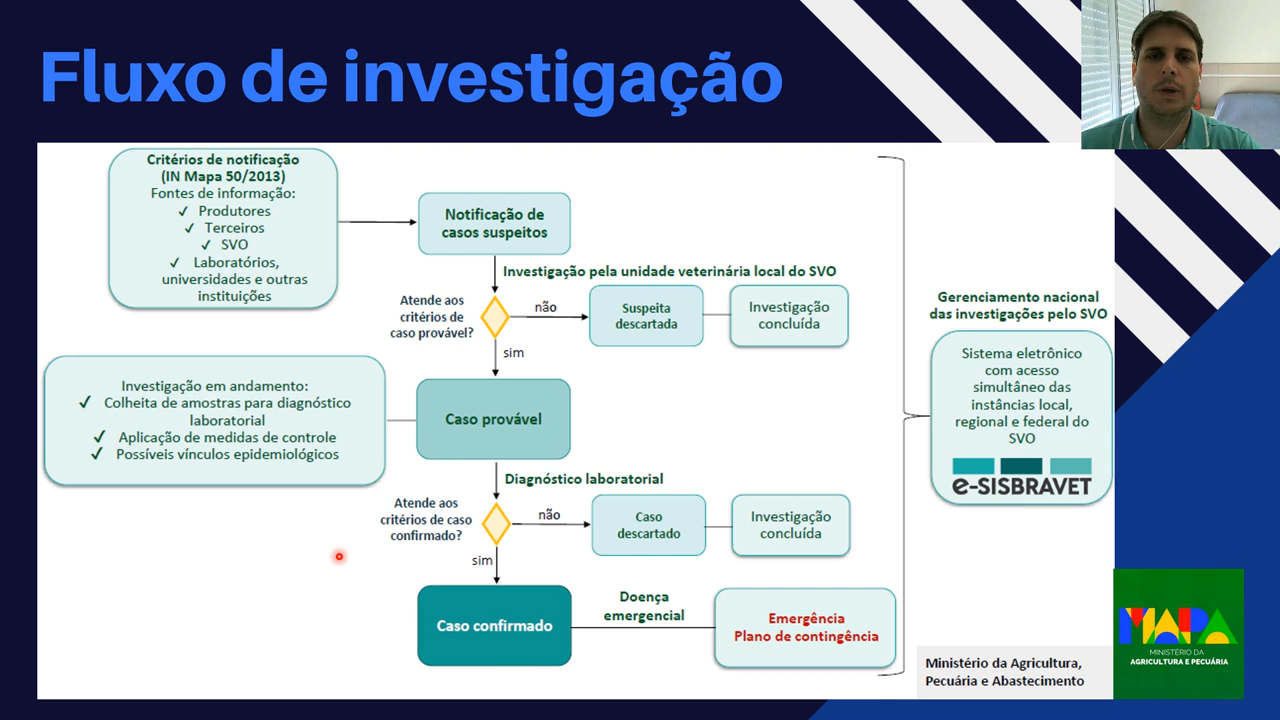 Fluxo de investigação
Critérios de notificação
(IN Mapa 50/2013)
Fontes de informação:
✓ Produtores
✓ Terceiros
✓ SVO
✓ Laboratórios,
universidades e outras
instituições
Notificação de
casos suspeitos
Investigação pela unidade veterinária local do SVO
Atende aos
critérios de
caso provável?
não
Suspeita
descartada
Investigação
concluída
sim
Investigação em andamento:
✓ Colheita de amostras para diagnóstico
laboratorial
✓ Aplicação de medidas de controle
✓ Possíveis vínculos epidemiológicos
Caso provável
Diagnóstico laboratorial
Atende aos
critérios de caso
confirmado?
não
Caso
descartado
Investigação
concluída
sim
Caso confirmado
Doença
emergencial
Emergência
Plano de contingência
Gerenciamento nacional
das investigações pelo SVO
Sistema eletrônico
com acesso
simultâneo das
instâncias local,
regional e federal do
SVO
e-SISBRAVET
Ministério da Agricultura,
Pecuária e Abastecimento
MAPA
MINISTÉRIO DA
AGRICULTURA E PECUÁRIA